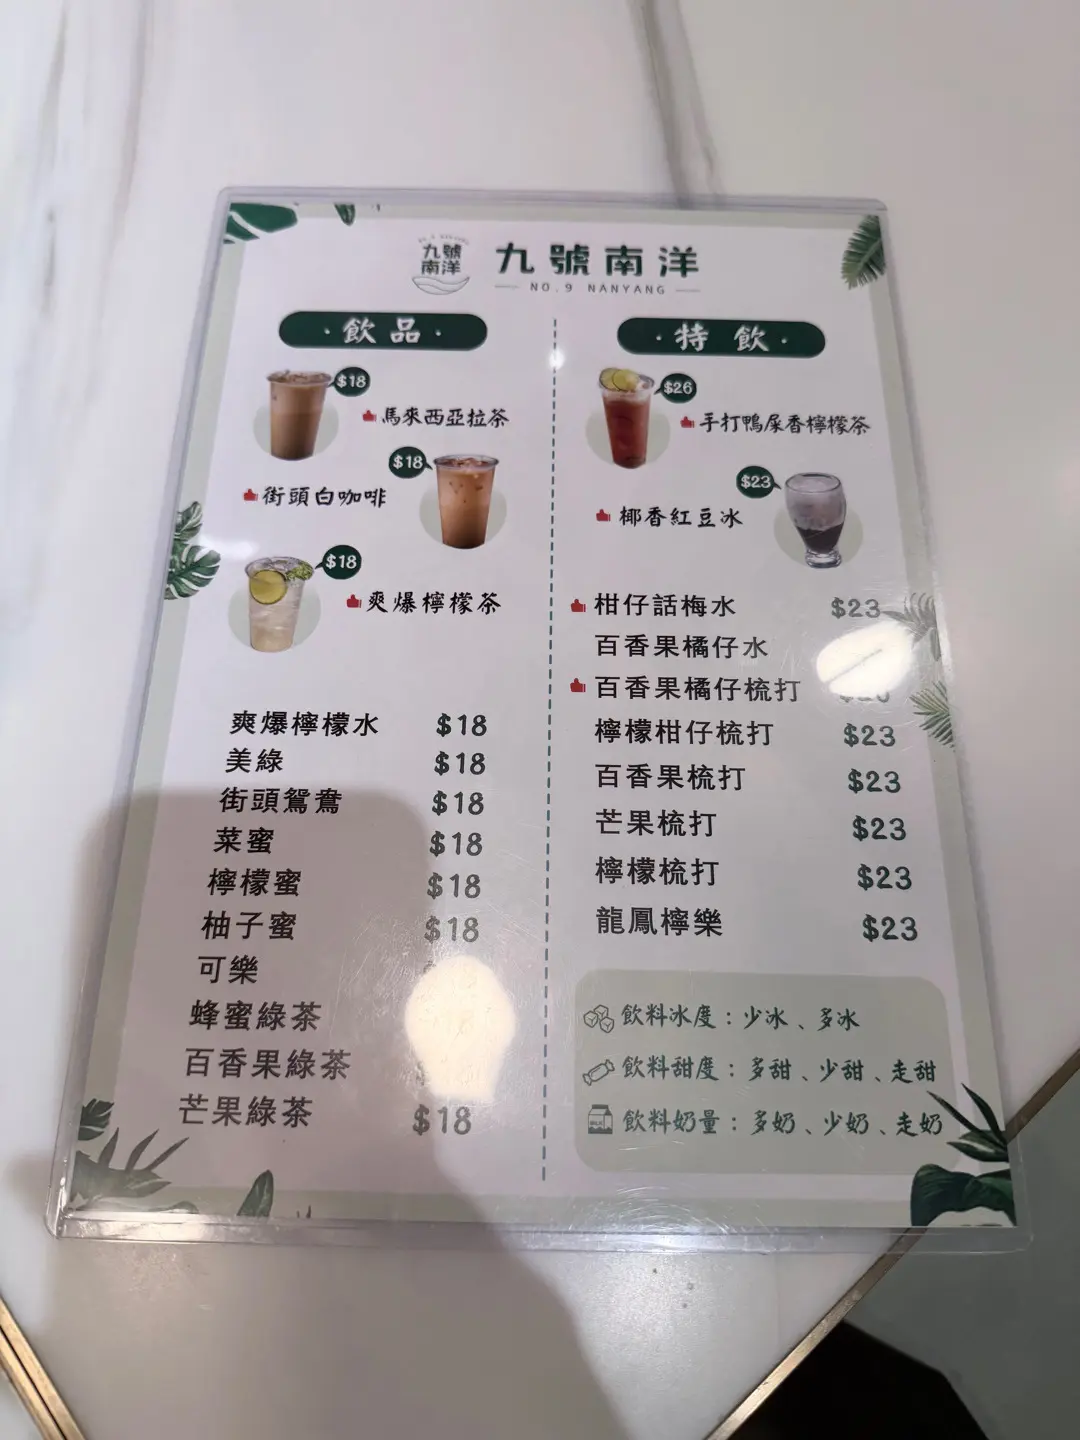 九號
南洋
九號南洋
NO.9 NANYANG
·飲品·
$18
馬來西亞拉茶
$18
街頭白咖啡
$18
爽爆檸檬茶
爽爆檸檬水 $18
美綠 $18
街頭鴛鴦 $18
菜蜜 $18
檸檬蜜 $18
柚子蜜 $18
可樂
蜂蜜綠茶
百香果綠茶
芒果綠茶 $18
·特飲·
$26
手打鴨屎香檸檬茶
$23
椰香紅豆冰
柑仔話梅水 $23
百香果橘仔水
百香果橘仔梳打
檸檬柑仔梳打 $23
百香果梳打 $23
芒果梳打 $23
檸檬梳打 $23
龍鳳檸樂 $23
飲料冰度：少冰、多冰
飲料甜度：多甜、少甜、走甜
飲料奶量：多奶、少奶、走奶